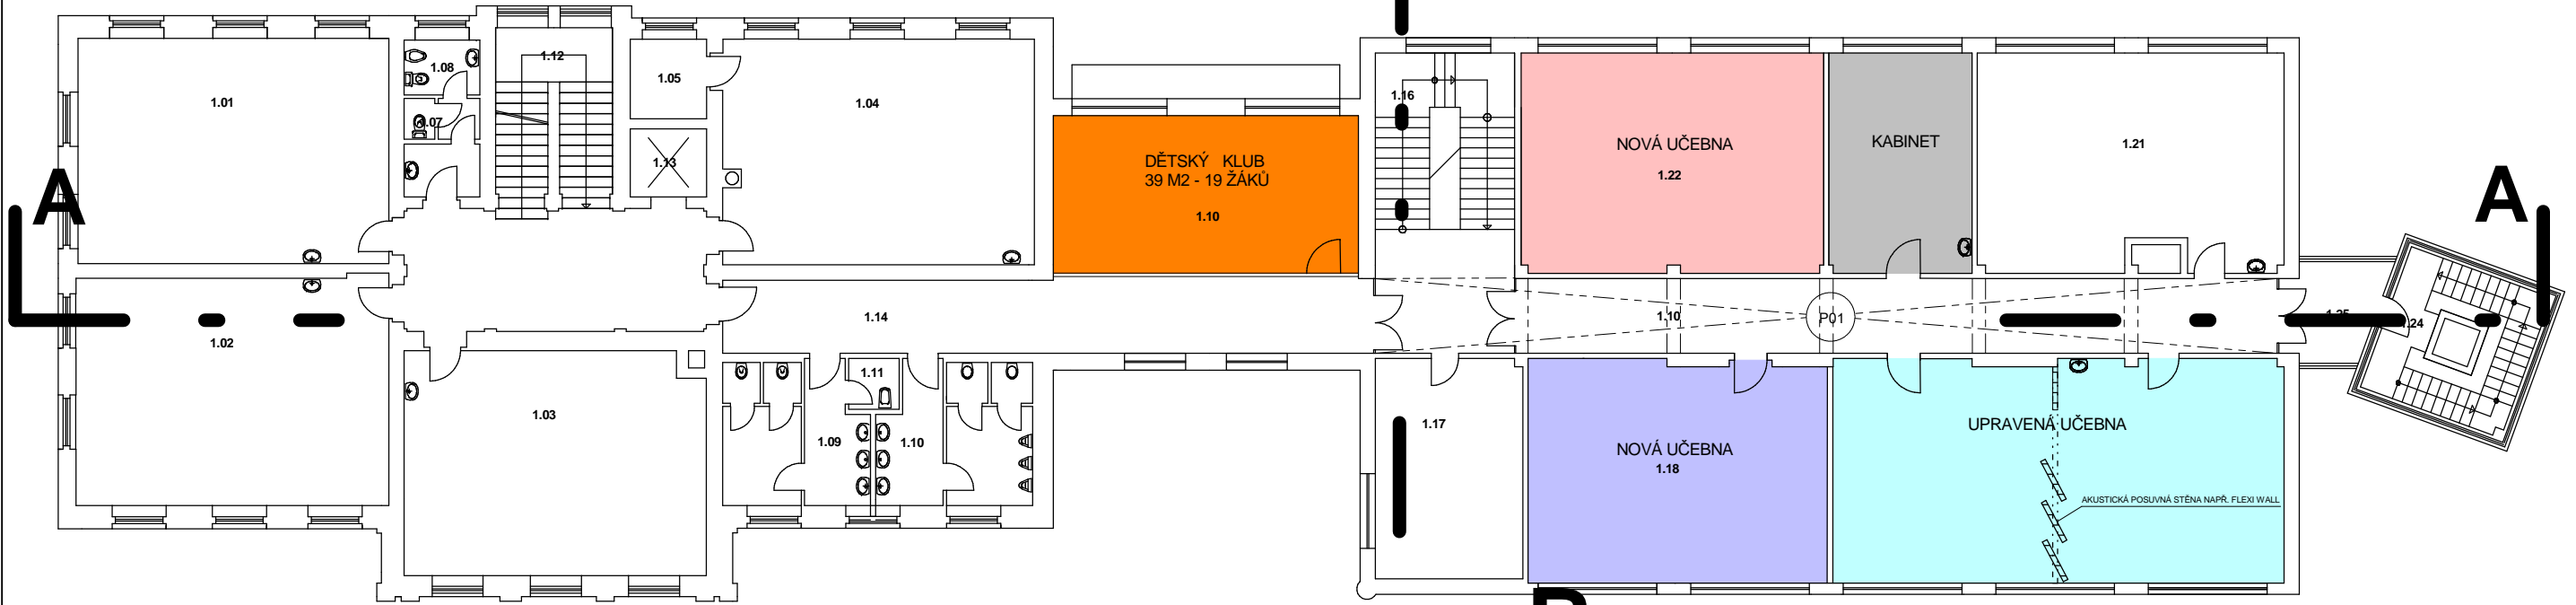 1.01
1.08
1.07
1.12
1.05
1.13
1.04
DĚTSKÝ KLUB
39 M2 - 19 ŽÁKŮ
1.10
1.16
NOVÁ UČEBNA
1.22
KABINET
1.21
A
A
1.02
1.14
1.10
P01
1.25
1.24
1.03
1.11
1.09
1.10
1.17
NOVÁ UČEBNA
1.18
UPRAVENÁ UČEBNA
AKUSTICKÁ POSUVNÁ STĚNA NAPŘ. FLEXI WALL